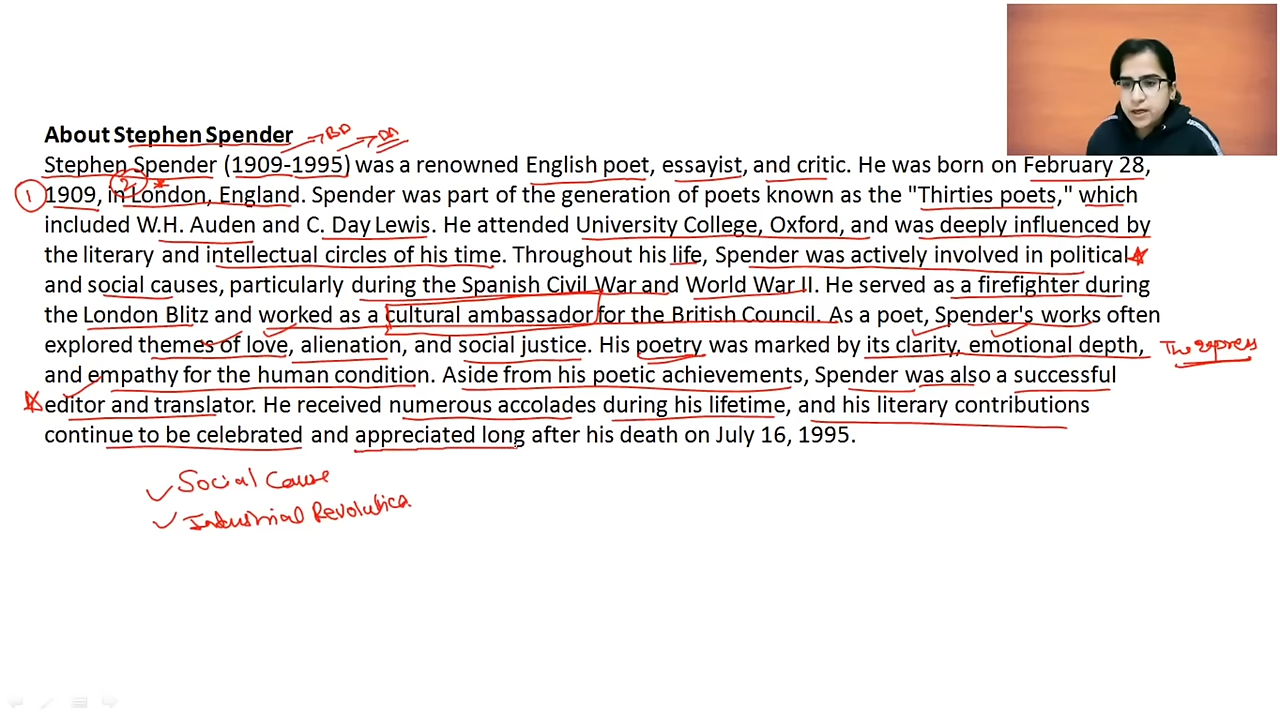 About Stephen Spender → BD → DD
Stephen Spender (1909-1995) was a renowned English poet, essayist, and critic. He was born on February 28,
① 1909, in London, England. Spender was part of the generation of poets known as the "Thirties poets," which
included W.H. Auden and C. Day Lewis. He attended University College, Oxford, and was deeply influenced by
the literary and intellectual circles of his time. Throughout his life, Spender was actively involved in political
and social causes, particularly during the Spanish Civil War and World War II. He served as a firefighter during
the London Blitz and worked as a cultural ambassador for the British Council. As a poet, Spender's works often
explored themes of love, alienation, and social justice. His poetry was marked by its clarity, emotional depth, The Express
and empathy for the human condition. Aside from his poetic achievements, Spender was also a successful
editor and translator. He received numerous accolades during his lifetime, and his literary contributions
continue to be celebrated and appreciated long after his death on July 16, 1995.
✓ Social Cause
✓ Industrial Revolution